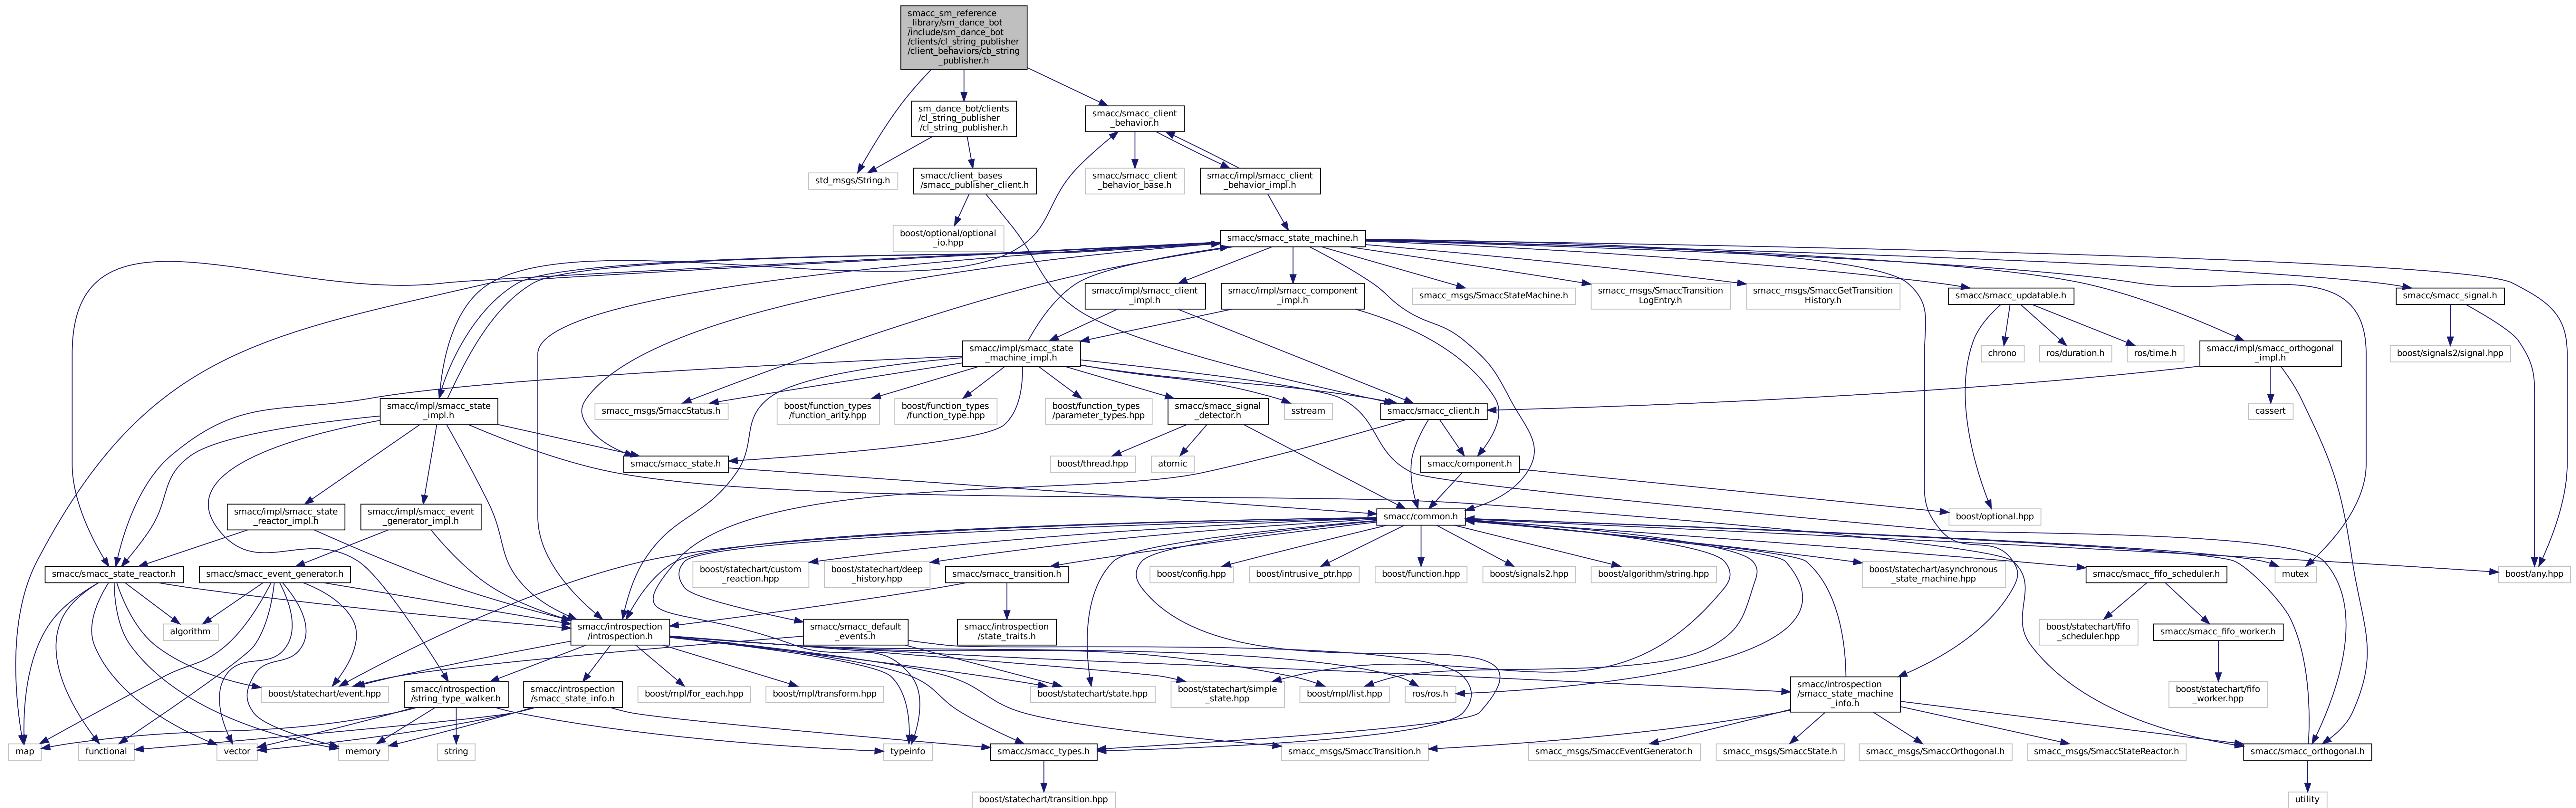 smacc_sm_reference
_library/sm_dance_bot
/include/sm_dance_bot
/clients/cl_string_publisher
/client_behaviors/cb_string
_publisher.h
sm_dance_bot/clients
/cl_string_publisher
/cl_string_publisher.h
smacc/smacc_client
_behavior.h
std_msgs/String.h
smacc/client_bases
/smacc_publisher_client.h
smacc/smacc_client
_behavior_base.h
smacc/impl/smacc_client
_behavior_impl.h
boost/optional/optional
_io.hpp
smacc/smacc_state_machine.h
smacc/impl/smacc_client
_impl.h
smacc/impl/smacc_component
_impl.h
smacc_msgs/SmaccStateMachine.h
smacc_msgs/SmaccTransition
LogEntry.h
smacc_msgs/SmaccGetTransition
History.h
smacc/smacc_updatable.h
smacc/smacc_signal.h
smacc/impl/smacc_state
_machine_impl.h
chrono
ros/duration.h
ros/time.h
smacc/impl/smacc_orthogonal
_impl.h
boost/signals2/signal.hpp
smacc/impl/smacc_state
_impl.h
smacc_msgs/SmaccStatus.h
boost/function_types
/function_arity.hpp
boost/function_types
/function_type.hpp
boost/function_types
/parameter_types.hpp
smacc/smacc_signal
_detector.h
sstream
smacc/smacc_client.h
cassert
smacc/smacc_state.h
boost/thread.hpp
atomic
smacc/component.h
smacc/impl/smacc_state
_reactor_impl.h
smacc/impl/smacc_event
_generator_impl.h
smacc/common.h
boost/optional.hpp
smacc/smacc_state_reactor.h
smacc/smacc_event_generator.h
boost/statechart/custom
_reaction.hpp
boost/statechart/deep
_history.hpp
smacc/smacc_transition.h
boost/config.hpp
boost/intrusive_ptr.hpp
boost/function.hpp
boost/signals2.hpp
boost/algorithm/string.hpp
boost/statechart/asynchronous
_state_machine.hpp
smacc/smacc_fifo_scheduler.h
mutex
boost/any.hpp
algorithm
smacc/introspection
/introspection.h
smacc/smacc_default
_events.h
smacc/introspection
/state_traits.h
boost/statechart/fifo
_scheduler.hpp
smacc/smacc_fifo_worker.h
boost/statechart/event.hpp
smacc/introspection
/string_type_walker.h
smacc/introspection
/smacc_state_info.h
boost/mpl/for_each.hpp
boost/mpl/transform.hpp
boost/statechart/state.hpp
boost/statechart/simple
_state.hpp
boost/mpl/list.hpp
ros/ros.h
smacc/introspection
/smacc_state_machine
_info.h
boost/statechart/fifo
_worker.hpp
map
functional
vector
memory
string
typeinfo
smacc/smacc_types.h
smacc_msgs/SmaccTransition.h
smacc_msgs/SmaccEventGenerator.h
smacc_msgs/SmaccState.h
smacc_msgs/SmaccOrthogonal.h
smacc_msgs/SmaccStateReactor.h
smacc/smacc_orthogonal.h
boost/statechart/transition.hpp
utility